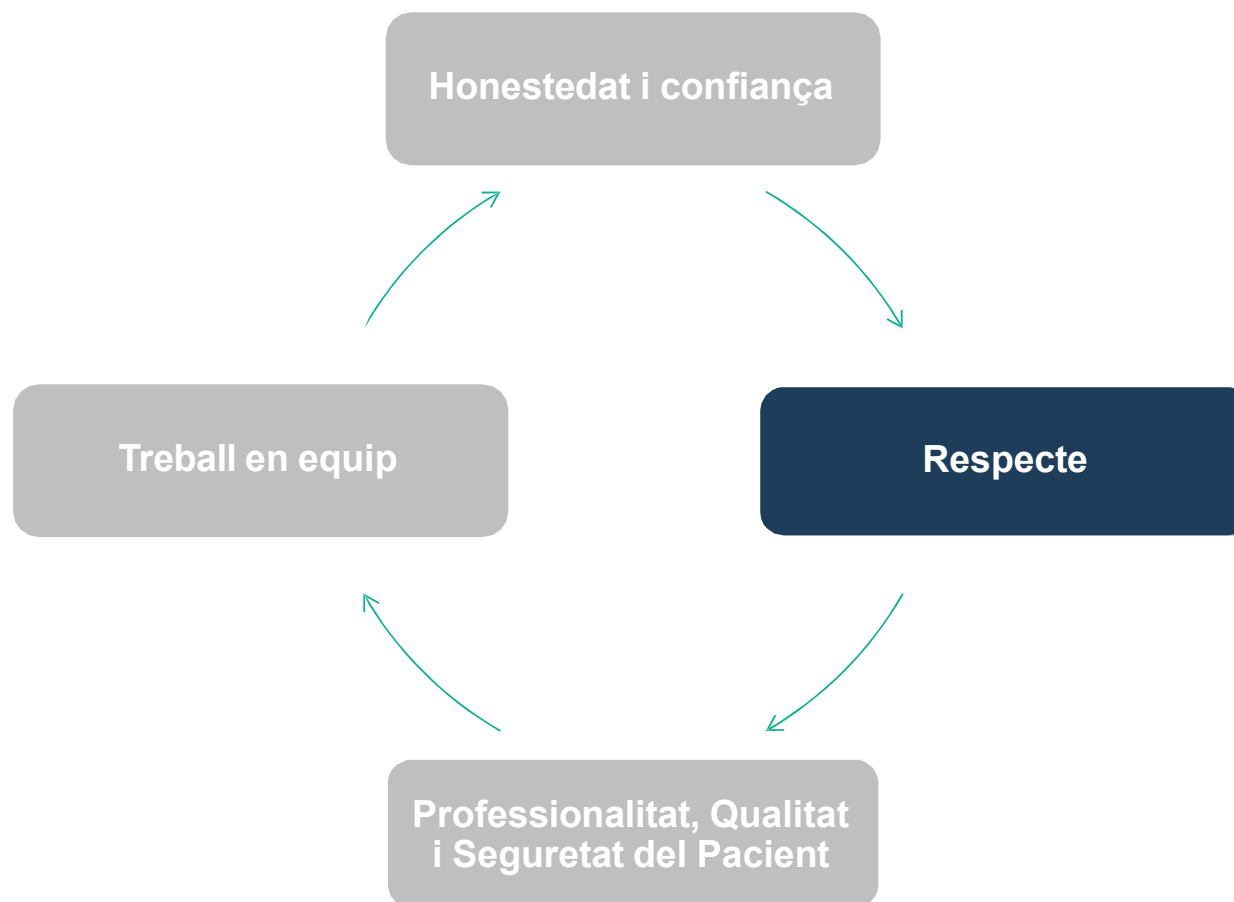 Honestedat i confiança
Treball en equip
Respecte
Professionalitat, Qualitat
i Seguretat del Pacient